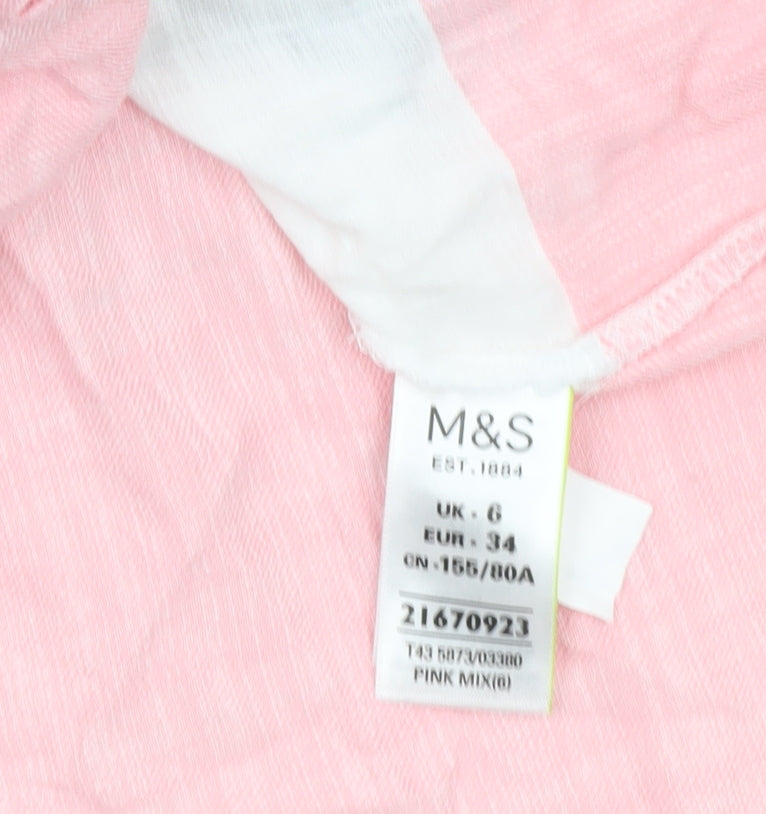 M&S
EST.1884
UK - 6
EUR - 34
CN - 155/80A
21670923
T43 5873/03380
PINK MIX(6)